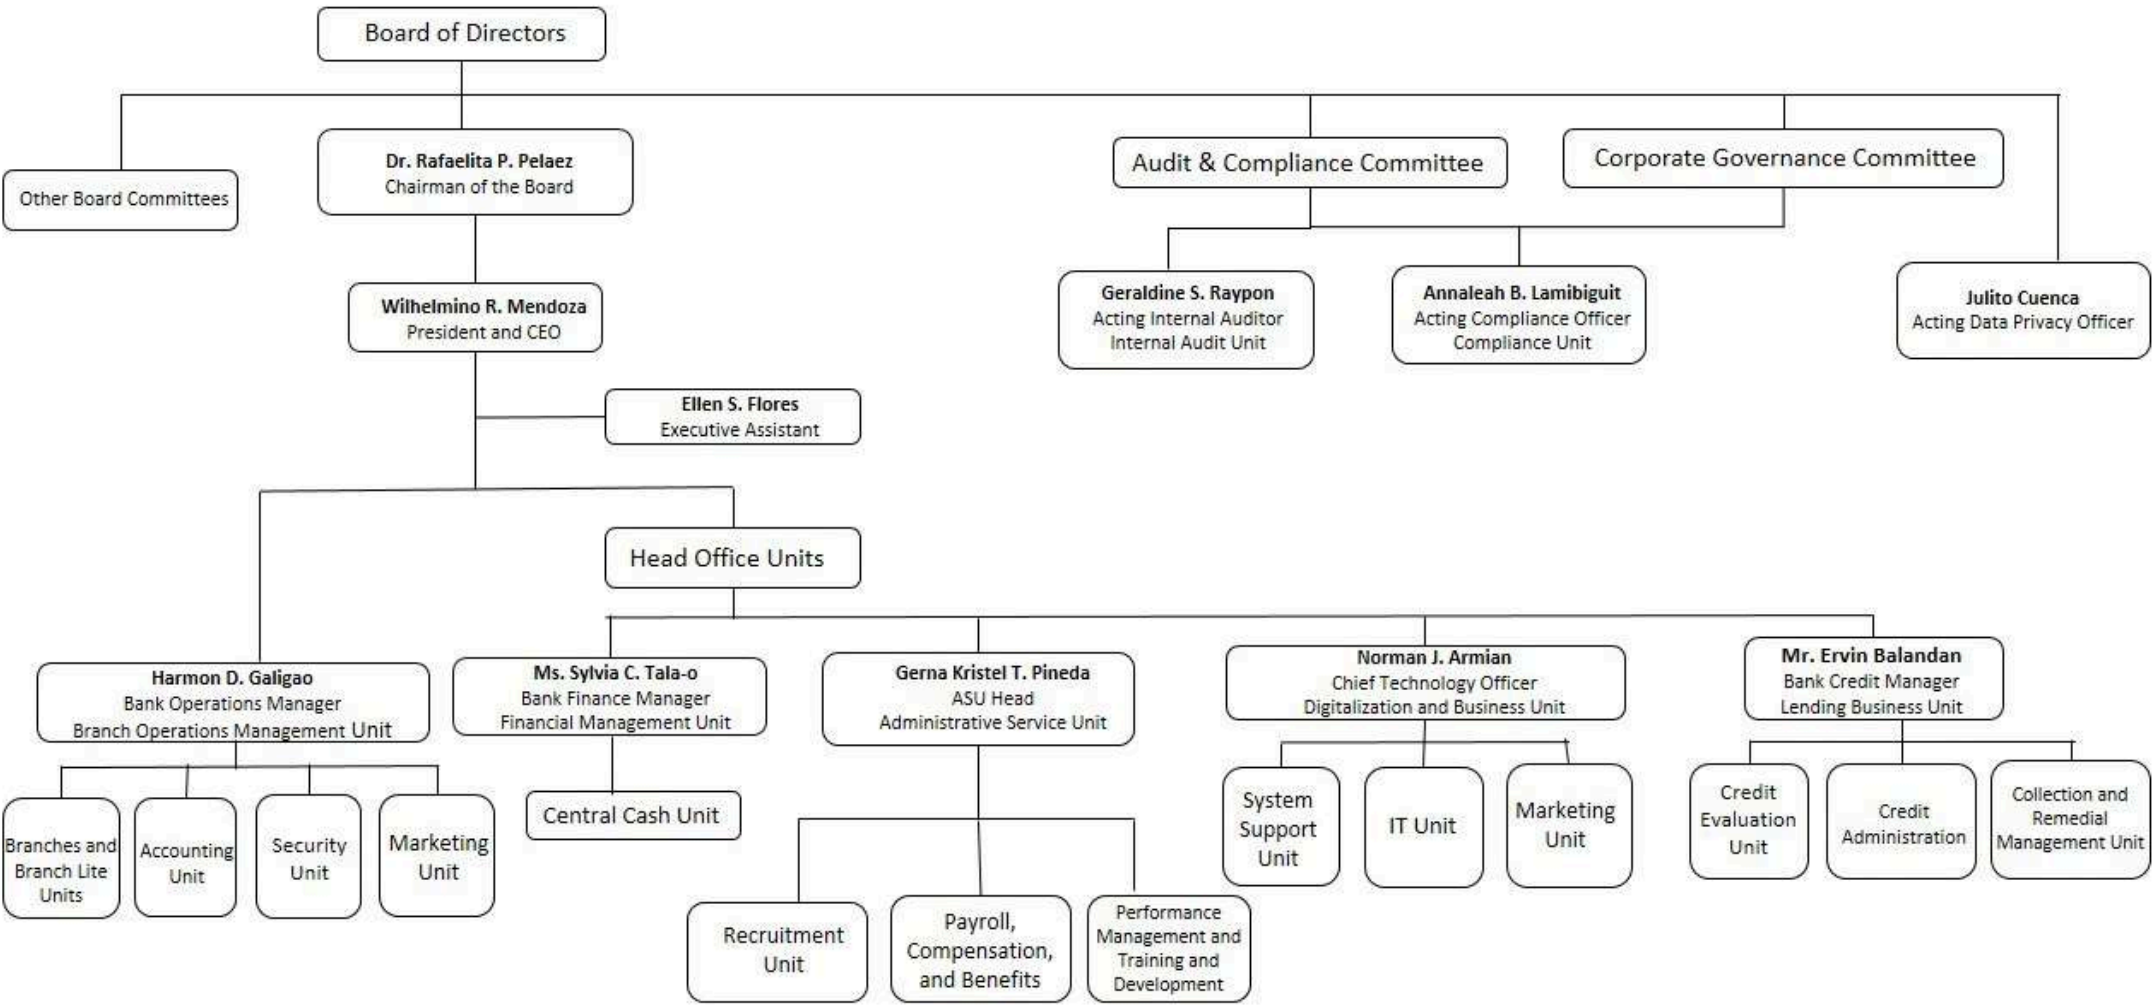 Board of Directors
Other Board Committees
Dr. Rafaelita P. Pelaez
Chairman of the Board
Audit & Compliance Committee
Corporate Governance Committee
Wilhelmino R. Mendoza
President and CEO
Geraldine S. Raypon
Acting Internal Auditor
Internal Audit Unit
Annaleah B. Lamibiguit
Acting Compliance Officer
Compliance Unit
Julito Cuenca
Acting Data Privacy Officer
Ellen S. Flores
Executive Assistant
Head Office Units
Harmon D. Galigao
Bank Operations Manager
Branch Operations Management Unit
Ms. Sylvia C. Tala-o
Bank Finance Manager
Financial Management Unit
Gerna Kristel T. Pineda
ASU Head
Administrative Service Unit
Norman J. Armian
Chief Technology Officer
Digitalization and Business Unit
Mr. Ervin Balandan
Bank Credit Manager
Lending Business Unit
Branches and
Branch Lite
Units
Accounting
Unit
Security
Unit
Marketing
Unit
Central Cash Unit
Recruitment
Unit
Payroll,
Compensation,
and Benefits
Performance
Management and
Training and
Development
System
Support
Unit
IT Unit
Marketing
Unit
Credit
Evaluation
Unit
Credit
Administration
Collection and
Remedial
Management Unit